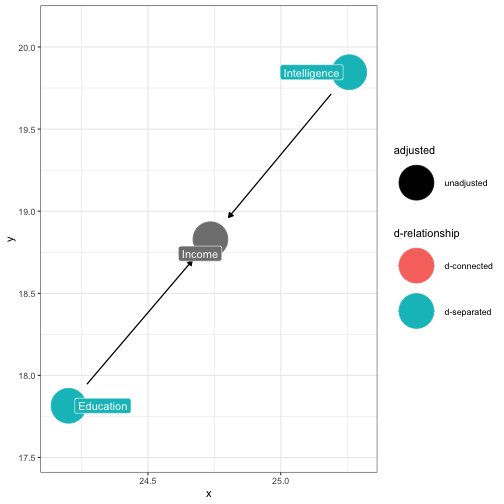 20.0
19.5
19.0
18.5
18.0
17.5
y
24.5
25.0
x
Intelligence
Income
Education
adjusted
unadjusted
d-relationship
d-connected
d-separated